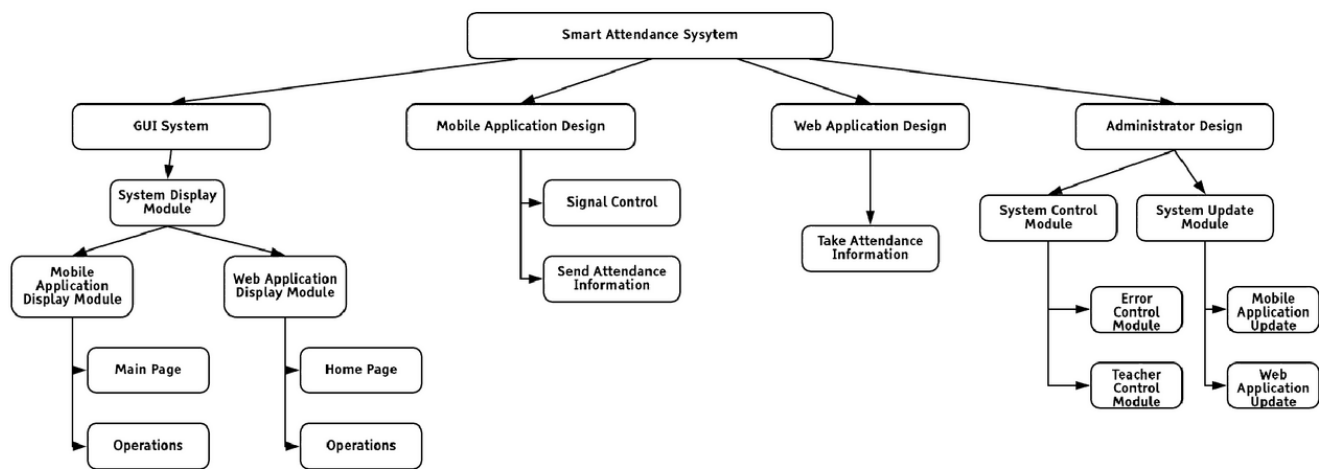 Smart Attendance Sysytem
GUI System
Mobile Application Design
Web Application Design
Administrator Design
System Display
Module
Signal Control
System Control
Module
System Update
Module
Take Attendance
Information
Mobile
Application
Display Module
Web Application
Display Module
Send Attendance
Information
Error
Control
Module
Mobile
Application
Update
Main Page
Home Page
Teacher
Control
Module
Web
Application
Update
Operations
Operations